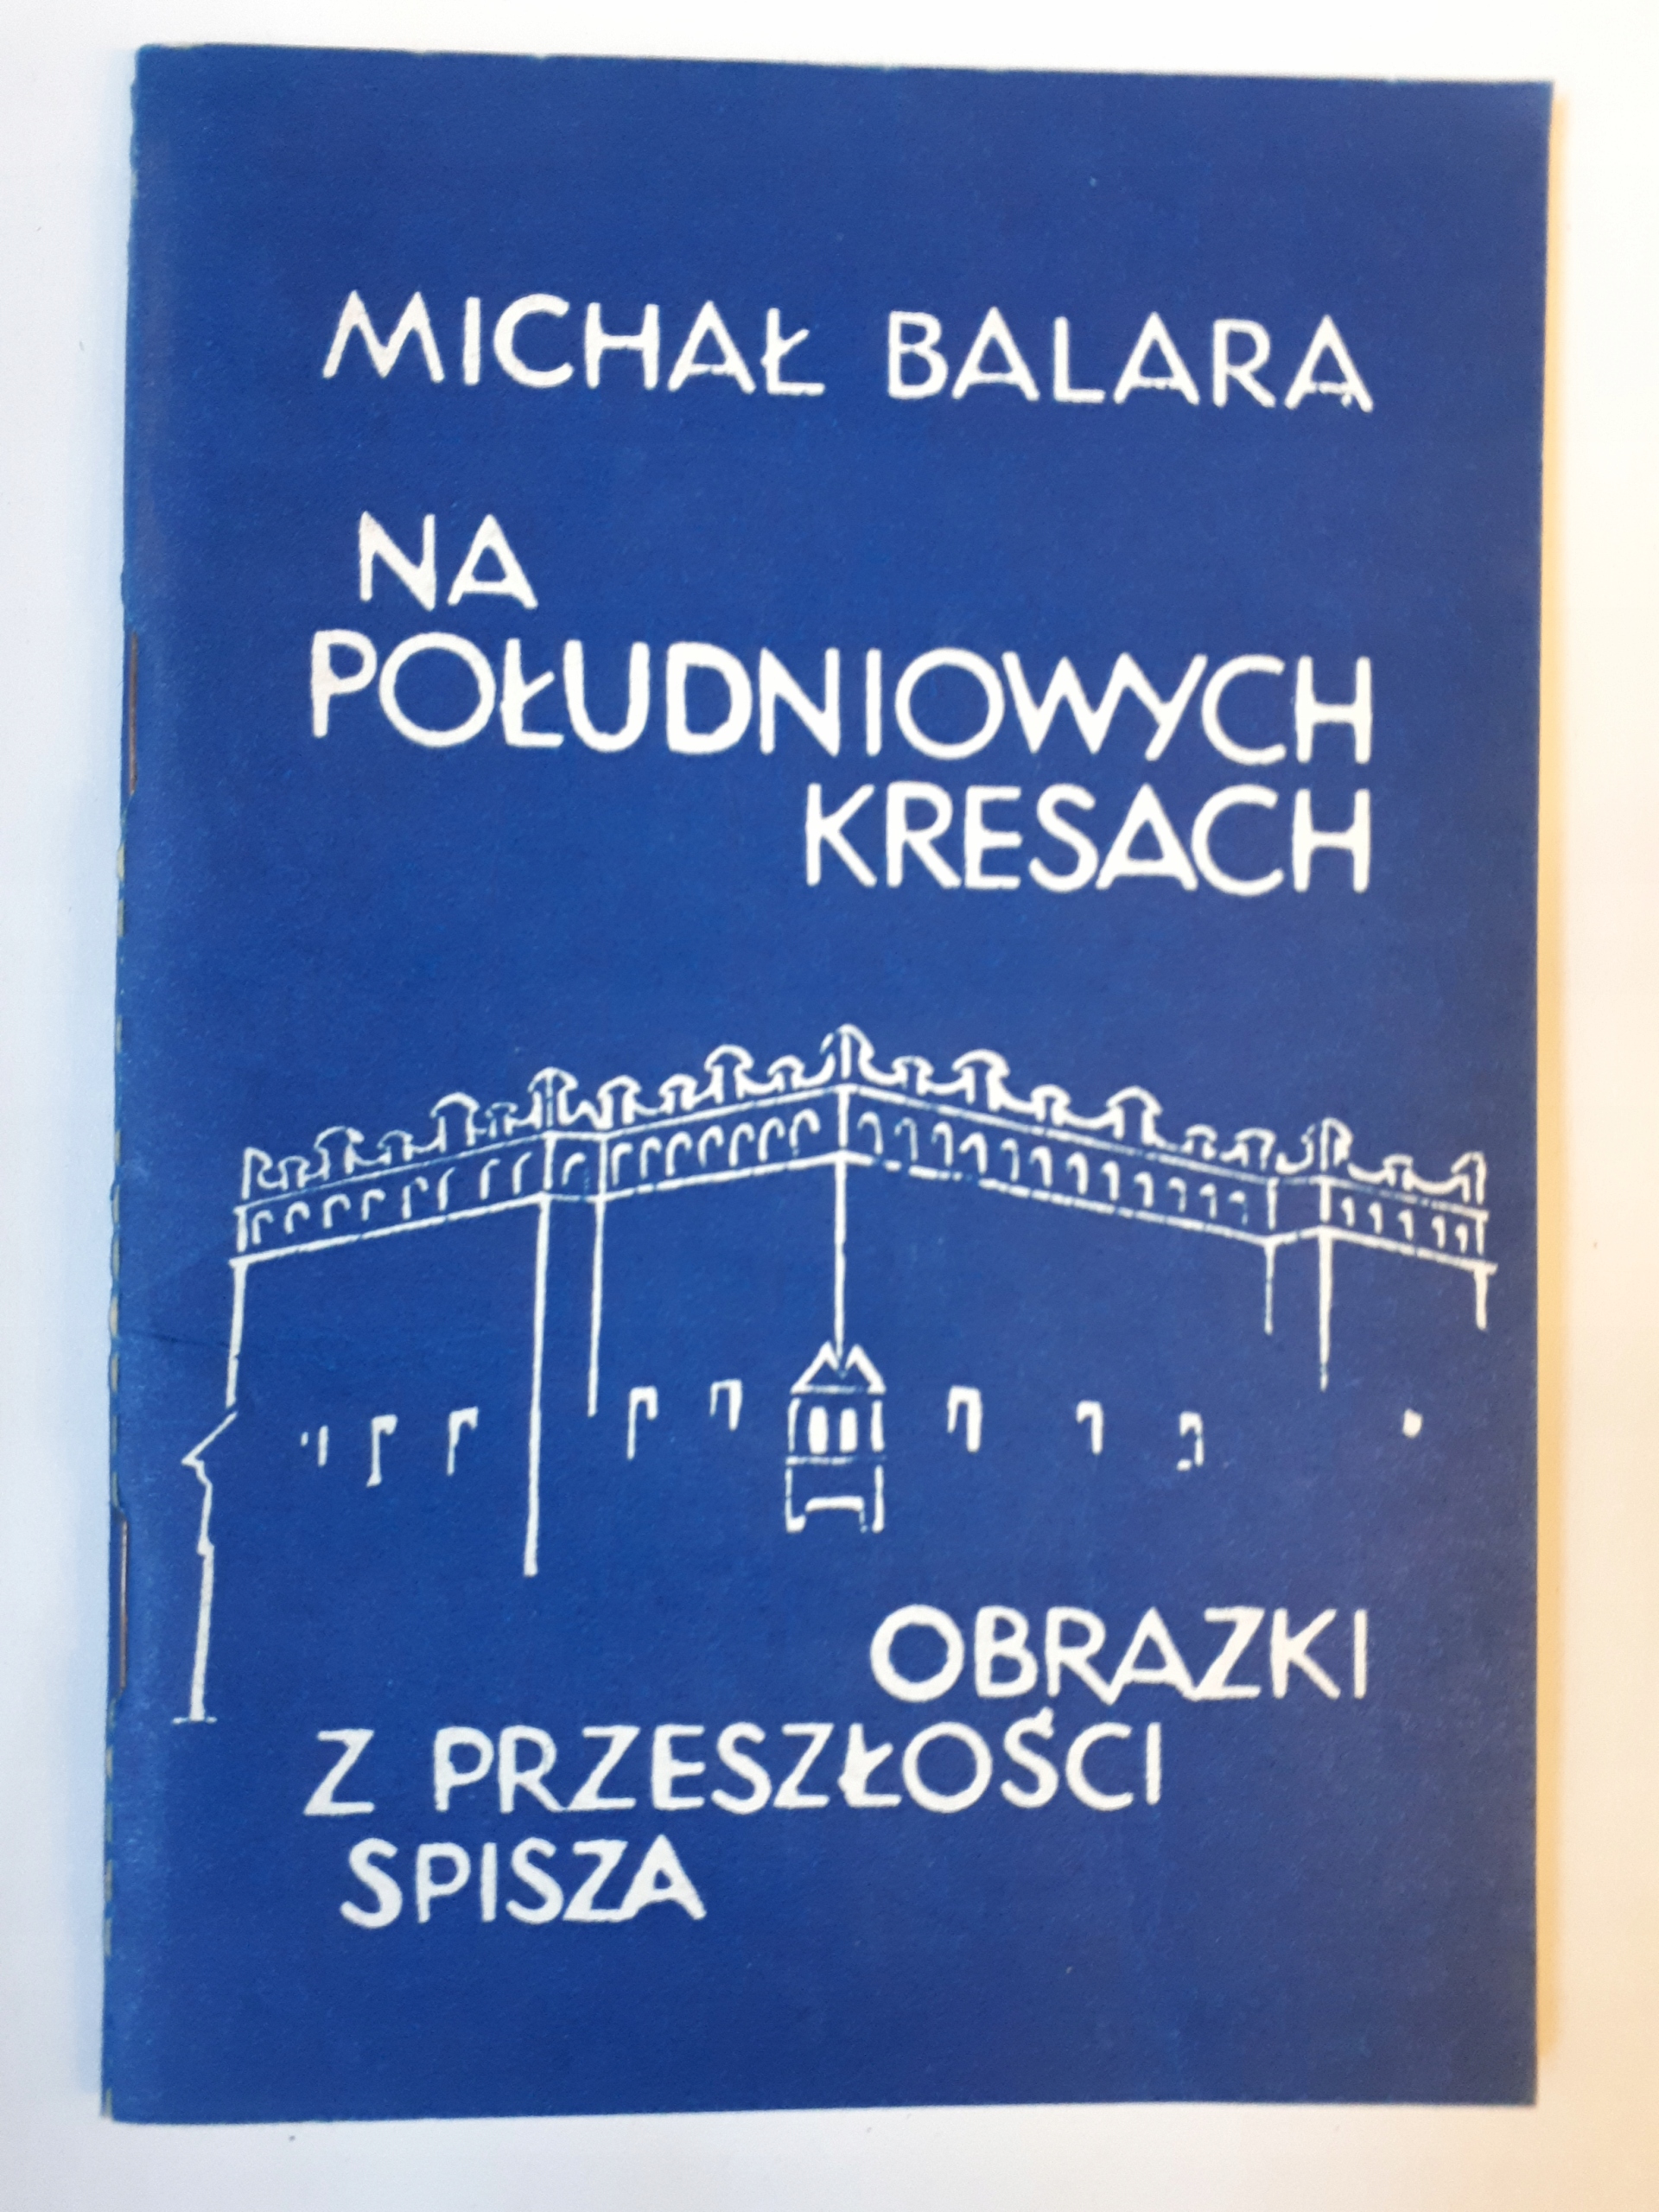 MICHAŁ BALARA
NA
POŁUDNIOWYCH
KRESACH
OBRAZKI
Z PRZESZŁOŚCI
SPISZA